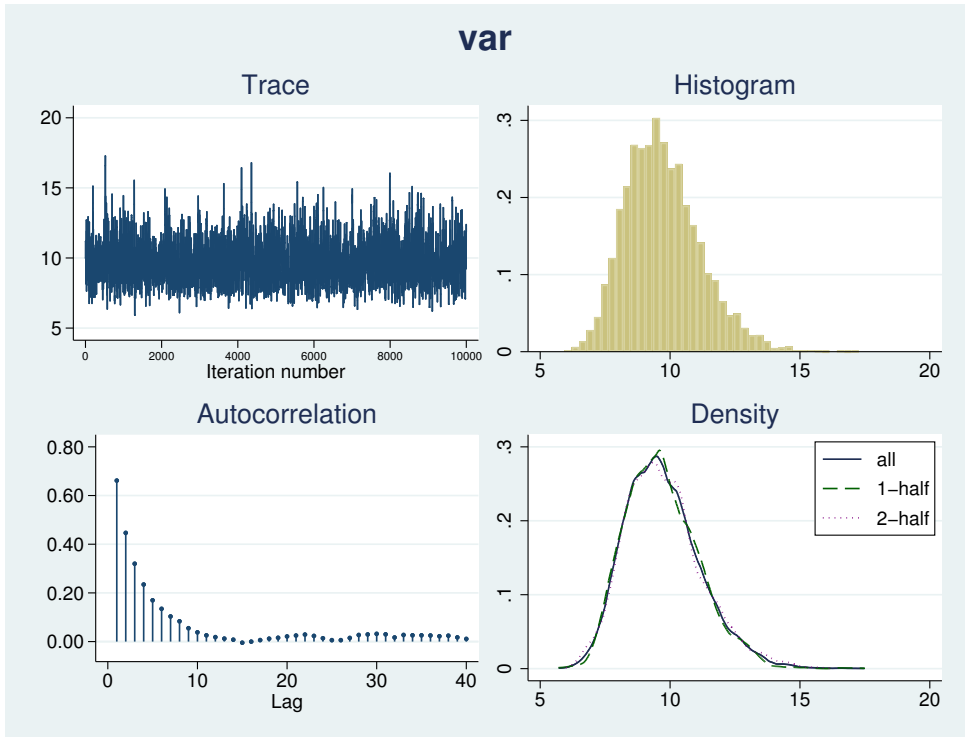 var
Trace
20
15
10
5
0 2000 4000 6000 8000 10000
Iteration number
Histogram
.3
.2
.1
0
5 10 15 20
Autocorrelation
0.80
0.60
0.40
0.20
0.00
0 10 20 30 40
Lag
Density
.3
.2
.1
0
5 10 15 20
all
1−half
2−half